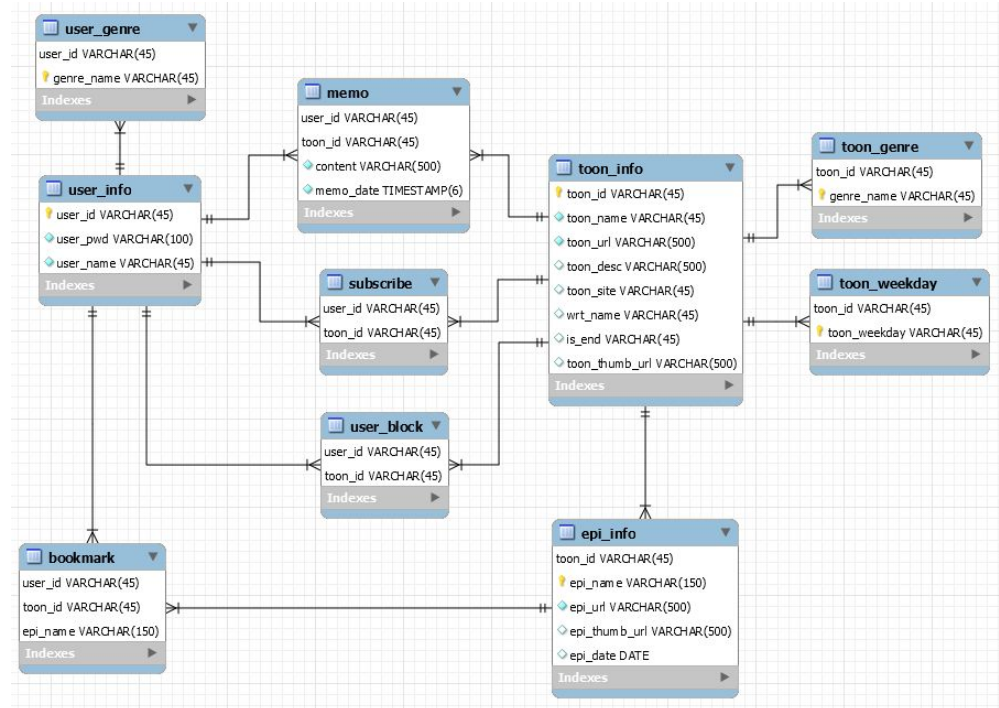 user_genre
user_id VARCHAR(45)
genre_name VARCHAR(45)
Indexes
memo
user_id VARCHAR(45)
toon_id VARCHAR(45)
content VARCHAR(500)
memo_date TIMESTAMP(6)
Indexes
user_info
user_id VARCHAR(45)
user_pwd VARCHAR(100)
user_name VARCHAR(45)
Indexes
subscribe
user_id VARCHAR(45)
toon_id VARCHAR(45)
Indexes
user_block
user_id VARCHAR(45)
toon_id VARCHAR(45)
Indexes
toon_info
toon_id VARCHAR(45)
toon_name VARCHAR(45)
toon_url VARCHAR(500)
toon_desc VARCHAR(500)
toon_site VARCHAR(45)
wrt_name VARCHAR(45)
is_end VARCHAR(45)
toon_thumb_url VARCHAR(500)
Indexes
toon_genre
toon_id VARCHAR(45)
genre_name VARCHAR(45)
Indexes
toon_weekday
toon_id VARCHAR(45)
toon_weekday VARCHAR(45)
Indexes
bookmark
user_id VARCHAR(45)
toon_id VARCHAR(45)
epi_name VARCHAR(150)
Indexes
epi_info
toon_id VARCHAR(45)
epi_name VARCHAR(150)
epi_url VARCHAR(500)
epi_thumb_url VARCHAR(500)
epi_date DATE
Indexes